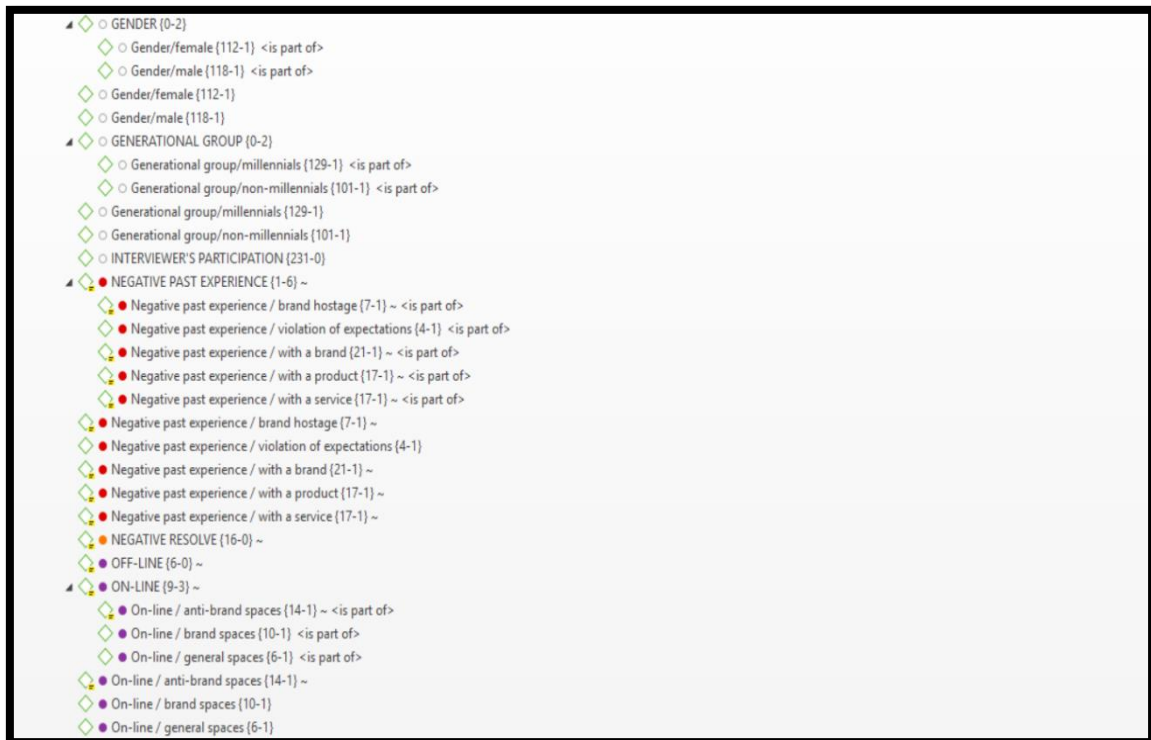 GENDER {0-2}
Gender/female {112-1} <is part of>
Gender/male {118-1} <is part of>
Gender/female {112-1}
Gender/male {118-1}
GENERATIONAL GROUP {0-2}
Generational group/millennials {129-1} <is part of>
Generational group/non-millennials {101-1} <is part of>
Generational group/millennials {129-1}
Generational group/non-millennials {101-1}
INTERVIEWER'S PARTICIPATION {231-0}
NEGATIVE PAST EXPERIENCE {1-6} ~
Negative past experience / brand hostage {7-1} ~ <is part of>
Negative past experience / violation of expectations {4-1} <is part of>
Negative past experience / with a brand {21-1} ~ <is part of>
Negative past experience / with a product {17-1} ~ <is part of>
Negative past experience / with a service {17-1} ~ <is part of>
Negative past experience / brand hostage {7-1} ~
Negative past experience / violation of expectations {4-1}
Negative past experience / with a brand {21-1} ~
Negative past experience / with a product {17-1} ~
Negative past experience / with a service {17-1} ~
NEGATIVE RESOLVE {16-0} ~
OFF-LINE {6-0} ~
ON-LINE {9-3} ~
On-line / anti-brand spaces {14-1} ~ <is part of>
On-line / brand spaces {10-1} <is part of>
On-line / general spaces {6-1} <is part of>
On-line / anti-brand spaces {14-1} ~
On-line / brand spaces {10-1}
On-line / general spaces {6-1}